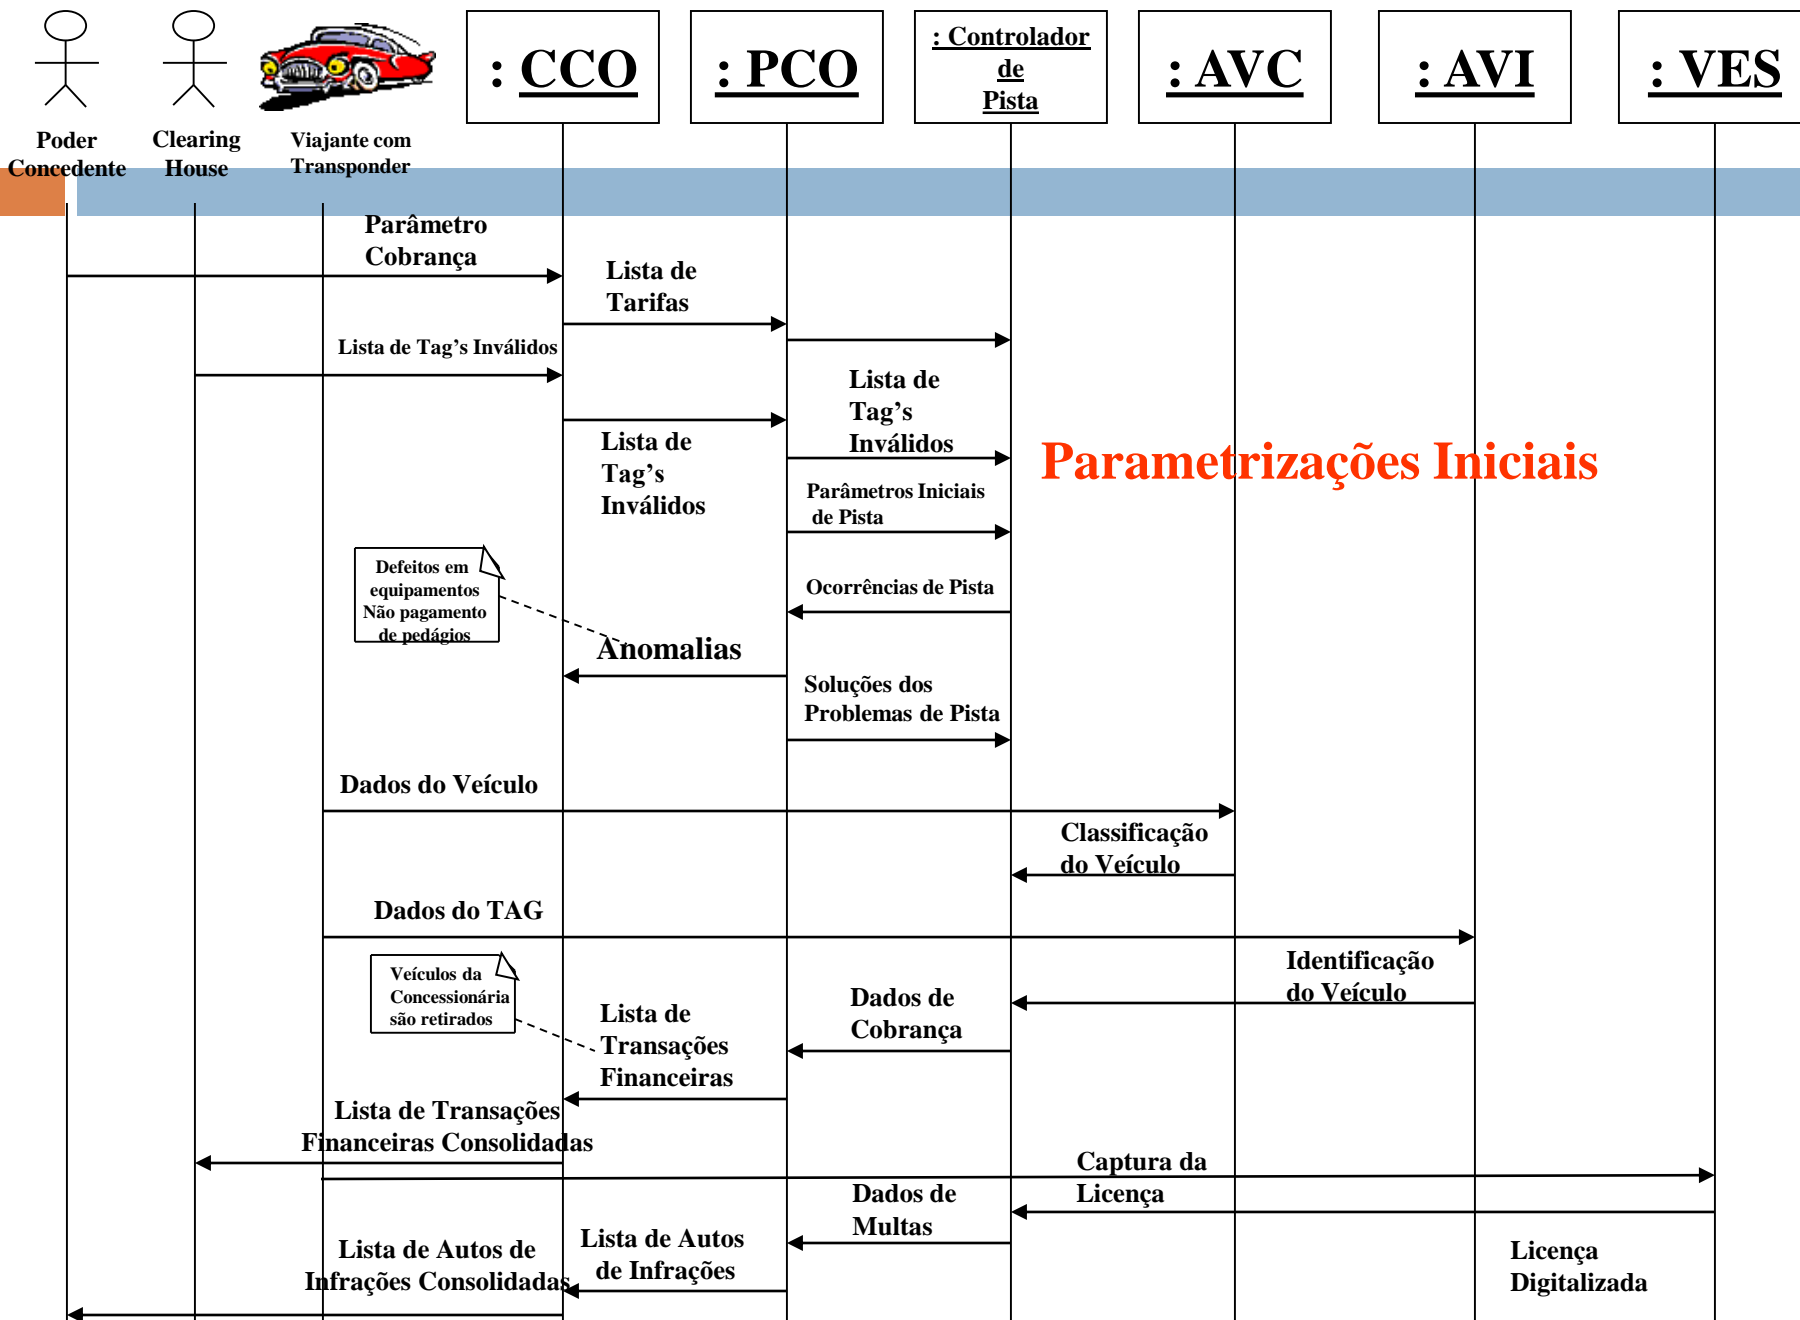 : CCO
: PCO
: Controlador
de
Pista
: AVC
: AVI
: VES
Poder
Concedente
Clearing
House
Viajante com
Transponder
Parâmetro
Cobrança
Lista de
Tarifas
Lista de Tag’s Inválidos
Lista de
Tag’s
Inválidos
Lista de
Tag’s
Inválidos
Parametrizações Iniciais
Parâmetros Iniciais
de Pista
Defeitos em
equipamentos
Não pagamento
de pedágios
Ocorrências de Pista
Anomalias
Soluções dos
Problemas de Pista
Dados do Veículo
Classificação
do Veículo
Dados do TAG
Identificação
do Veículo
Veículos da
Concessionária
são retirados
Lista de
Transações
Financeiras
Dados de
Cobrança
Lista de Transações
Financeiras Consolidadas
Captura da
Licença
Dados de
Multas
Lista de Autos
de Infrações
Lista de Autos de
Infrações Consolidadas
Licença
Digitalizada